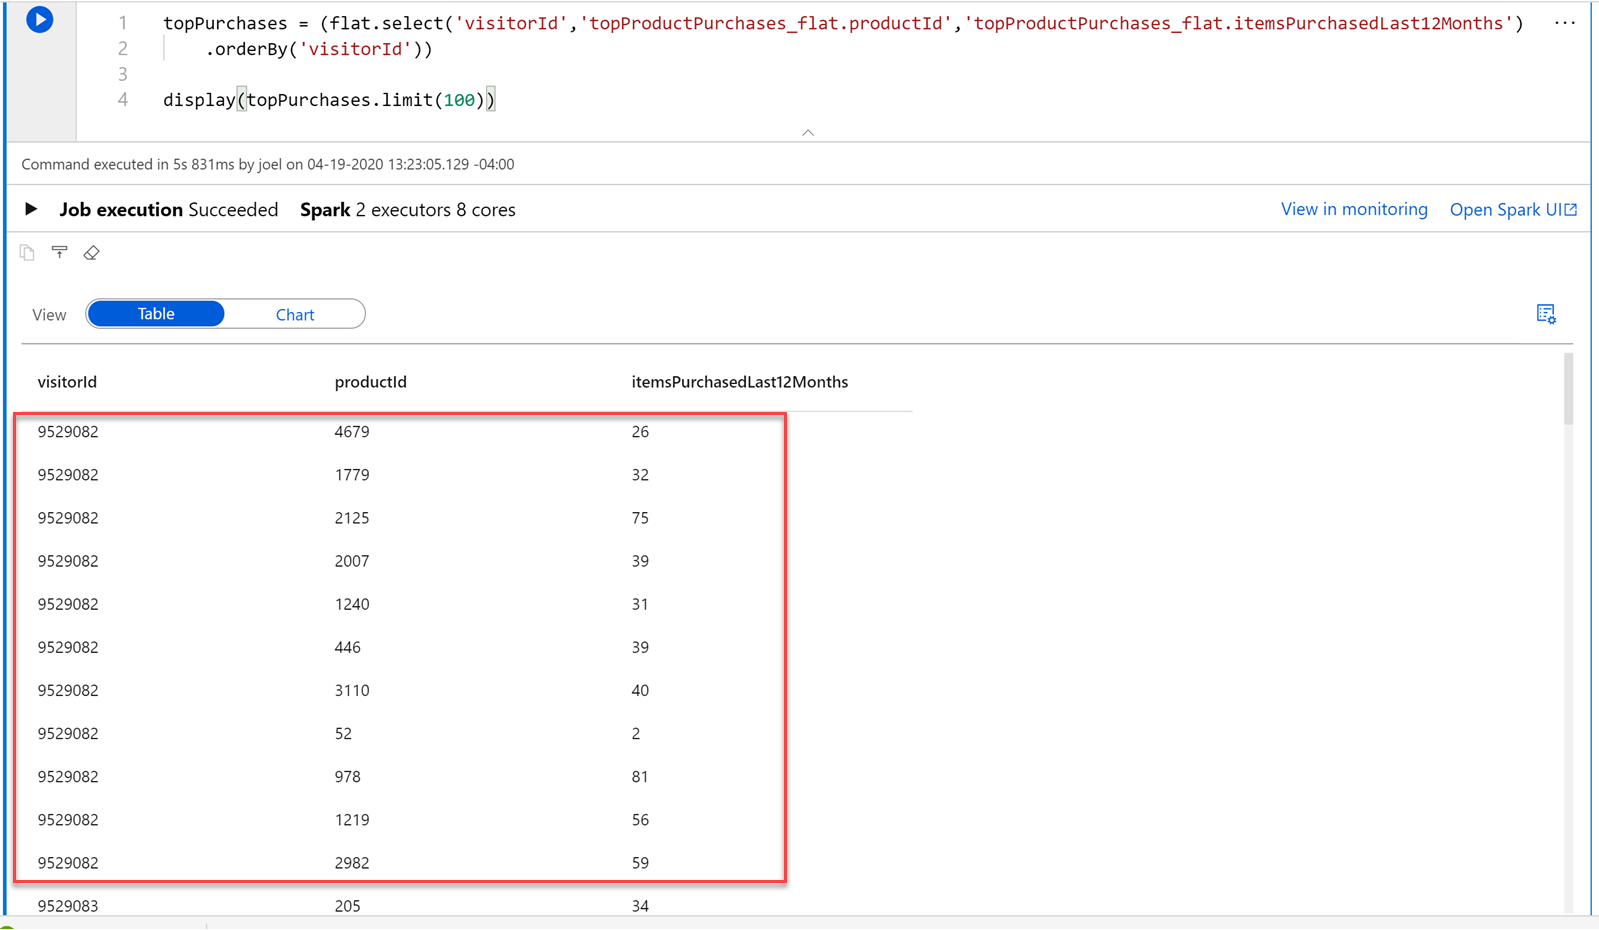 1 topPurchases = (flat.select('visitorId','topProductPurchases_flat.productId','topProductPurchases_flat.itemsPurchasedLast12Months') ...
2 .orderBy('visitorId'))
3
4 display(topPurchases.limit(100))
Command executed in 5s 831ms by joel on 04-19-2020 13:23:05.129 -04:00
Job execution Succeeded Spark 2 executors 8 cores View in monitoring Open Spark UI
View Table Chart
visitorId productId itemsPurchasedLast12Months
9529082 4679 26
9529082 1779 32
9529082 2125 75
9529082 2007 39
9529082 1240 31
9529082 446 39
9529082 3110 40
9529082 52 2
9529082 978 81
9529082 1219 56
9529082 2982 59
9529083 205 34